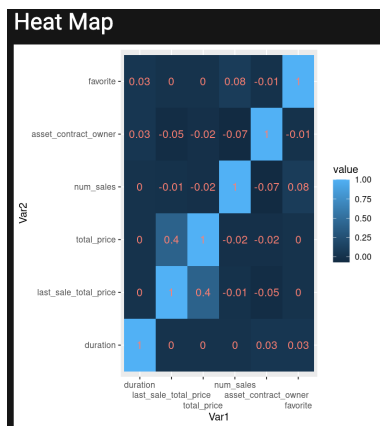 Heat Map
favorite 0.03 0 0 0.08 -0.01 1
asset_contract_owner 0.03 -0.05 -0.02 -0.07 1 -0.01
num_sales 0 -0.01 -0.02 1 -0.07 0.08
total_price 0 0.4 1 -0.02 -0.02 0
last_sale_total_price 0 1 0.4 -0.01 -0.05 0
duration 1 0 0 0 0.03 0.03
Var2
duration num_sales
last_sale_total_price asset_contract_owner
total_price favorite
Var1
value
1.00
0.75
0.50
0.25
0.00